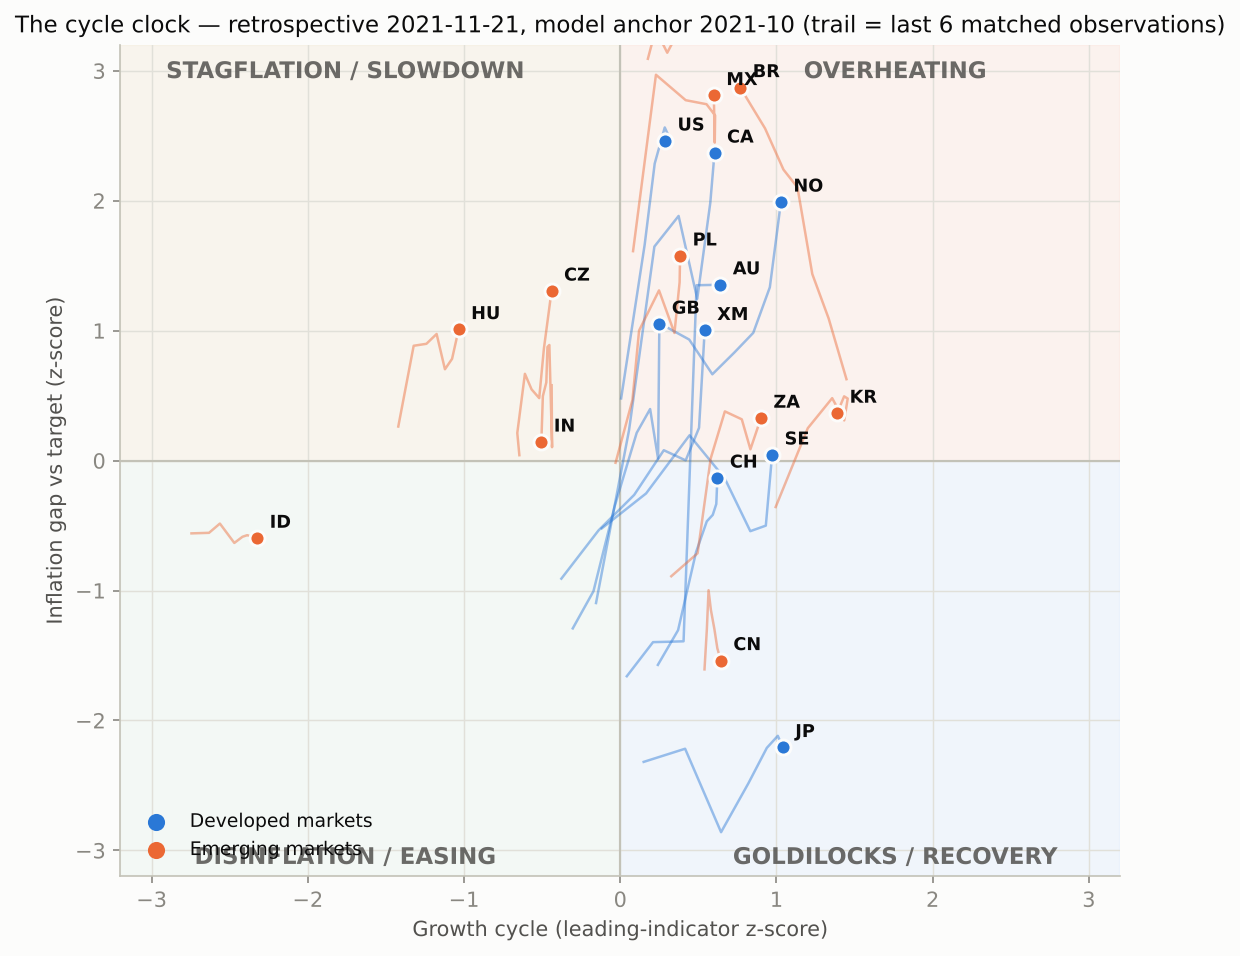 The cycle clock — retrospective 2021-11-21, model anchor 2021-10 (trail = last 6 matched observations)
STAGFLATION / SLOWDOWN
OVERHEATING
MX
BR
US
CA
NO
PL
AU
CZ
GB
XM
HU
ZA
KR
IN
SE
CH
ID
CN
JP
Developed markets
Emerging markets
DISINFLATION / EASING
GOLDILOCKS / RECOVERY
3
2
1
0
−1
−2
−3
−3
−2
−1
0
1
2
3
Inflation gap vs target (z-score)
Growth cycle (leading-indicator z-score)